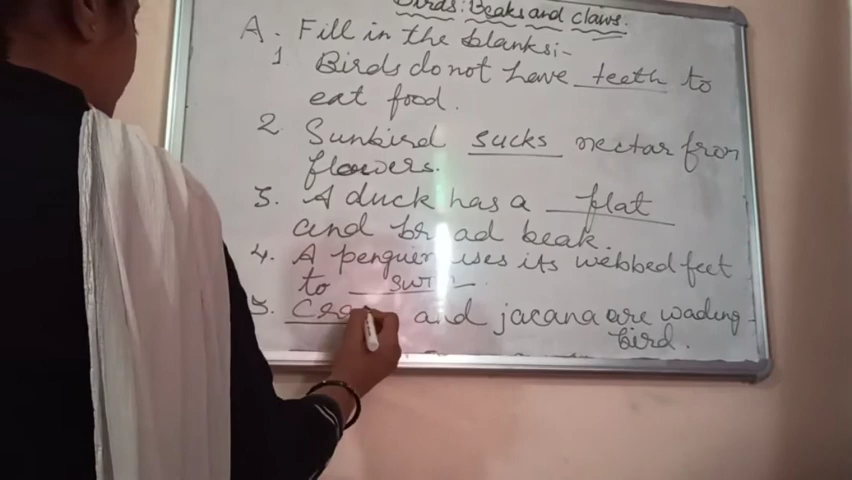 Birds: Beaks and claws.
A. Fill in the blanks:-
1 Birds do not have teeth to
eat food.
2. Sunbird sucks nectar from
flowers.
3. A duck has a flat
and broad beak.
4. A penguin uses its webbed feet
to
5. and jacana are wading
bird.